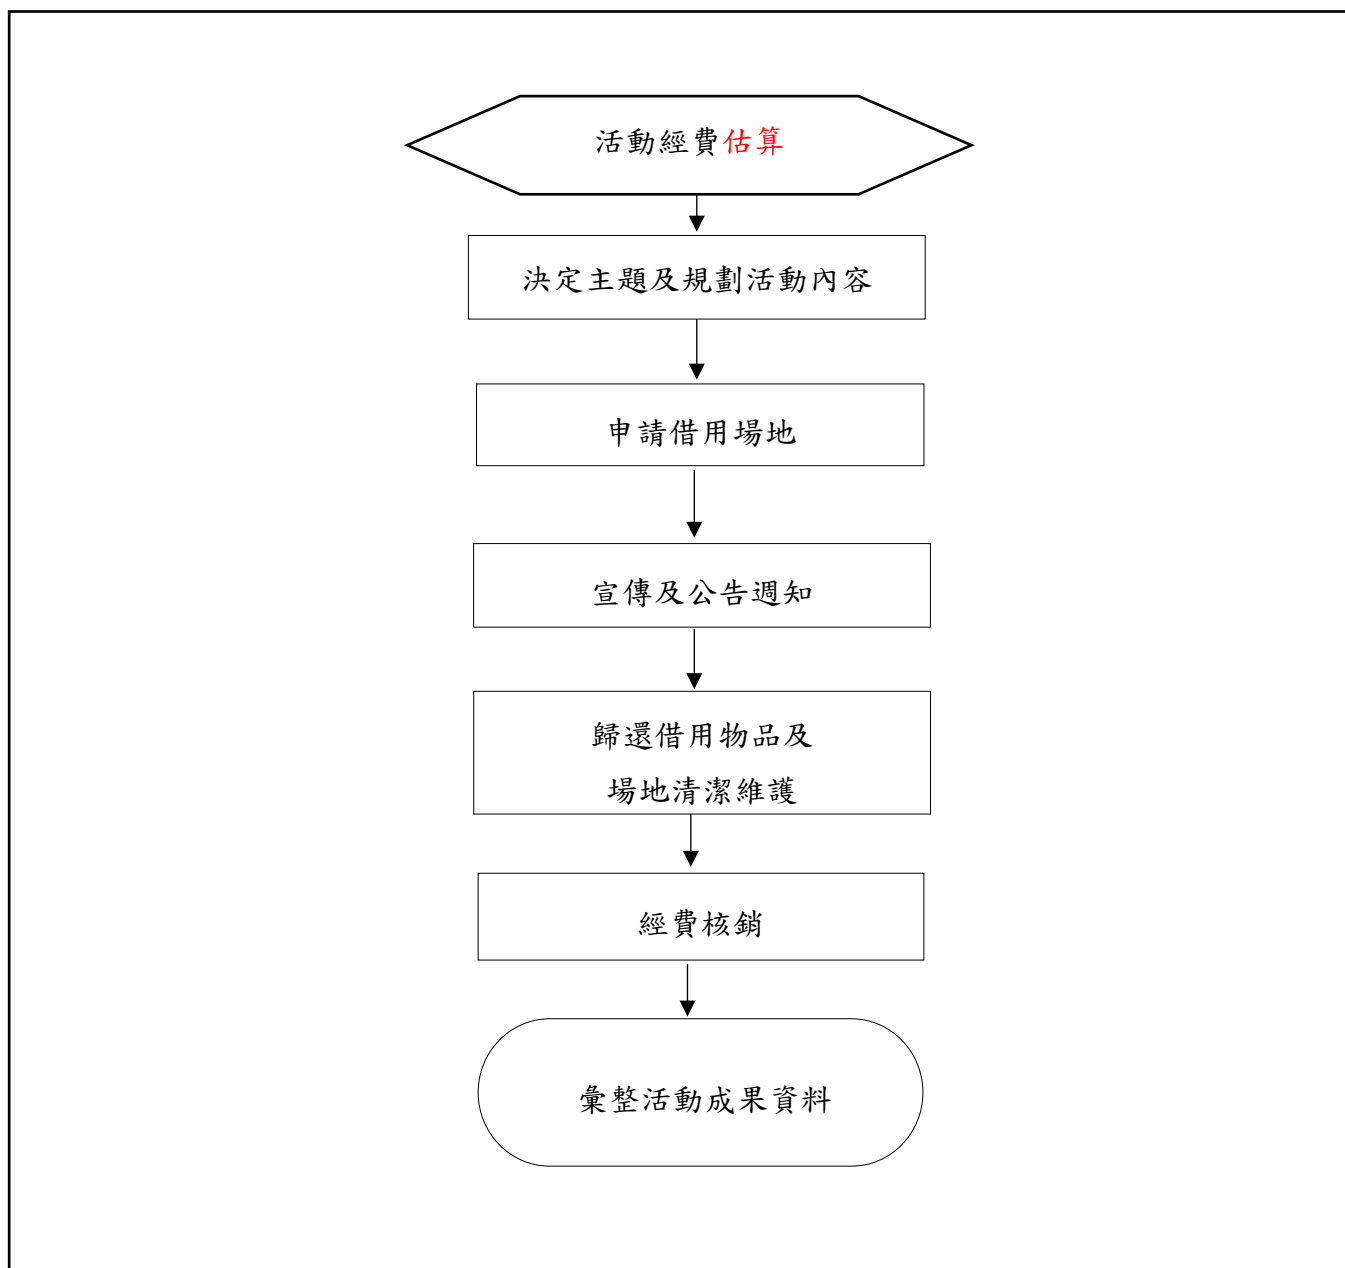 活動經費估算
決定主題及規劃活動內容
申請借用場地
宣傳及公告週知
歸還借用物品及
場地清潔維護
經費核銷
彙整活動成果資料